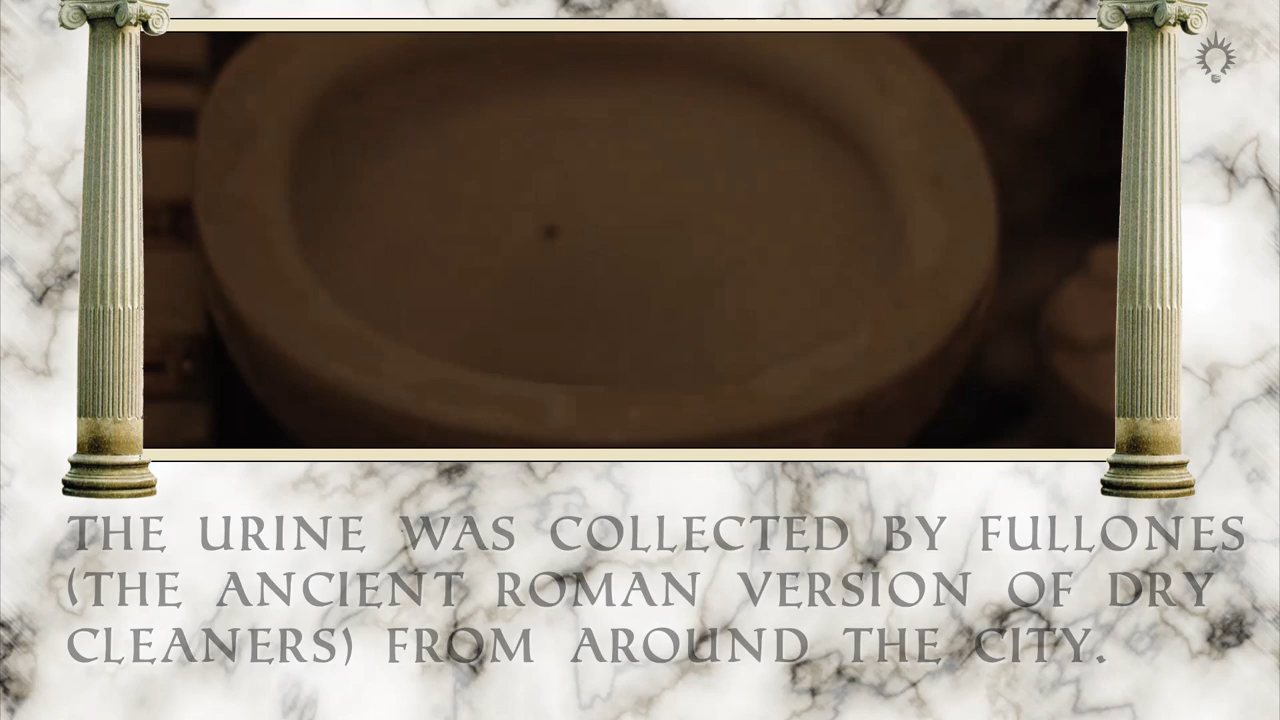 THE URINE WAS COLLECTED BY FULLONES
(THE ANCIENT ROMAN VERSION OF DRY
CLEANERS) FROM AROUND THE CITY.